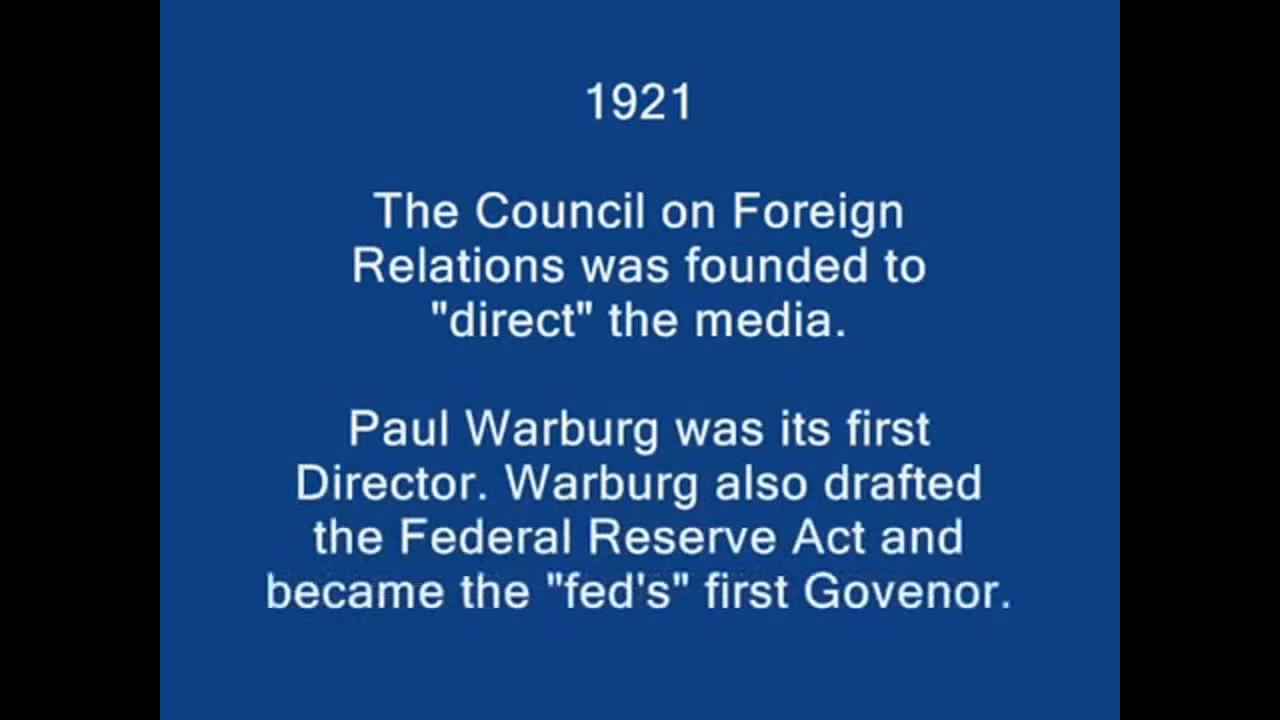 1921
The Council on Foreign
Relations was founded to
"direct" the media.
Paul Warburg was its first
Director. Warburg also drafted
the Federal Reserve Act and
became the "fed's" first Govenor.